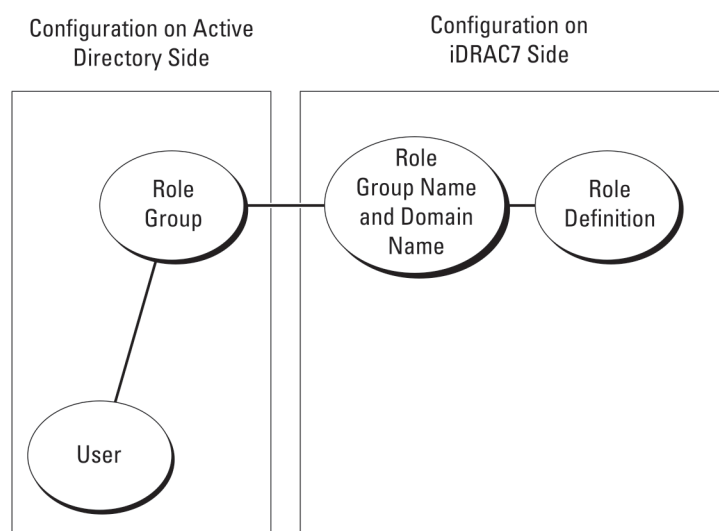 Configuration on Active
Directory Side
Configuration on
iDRAC7 Side
Role
Group
Role
Group Name
and Domain
Name
Role
Definition
User